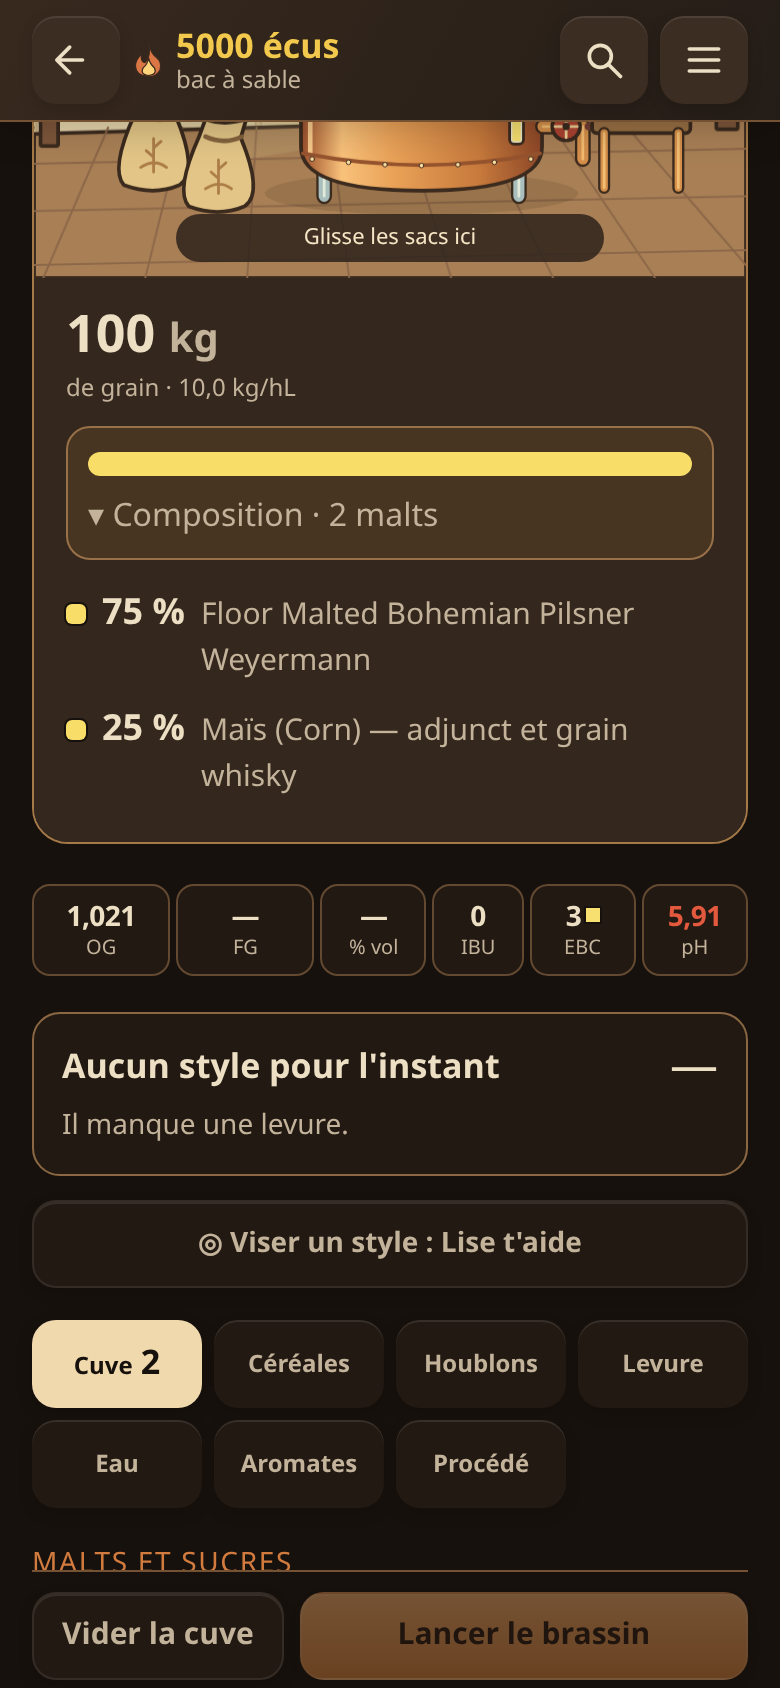 5000 écus
bac à sable
Glisse les sacs ici
100 kg
de grain · 10,0 kg/hL
▾ Composition · 2 malts
75 % Floor Malted Bohemian Pilsner
Weyermann
25 % Maïs (Corn) — adjunct et grain
whisky
1,021 — — 0 3 5,91
OG FG % vol IBU EBC pH
Aucun style pour l'instant —
Il manque une levure.
◎ Viser un style : Lise t'aide
Cuve 2 Céréales Houblons Levure
Eau Aromates Procédé
MALTS ET SUCRES
Vider la cuve Lancer le brassin